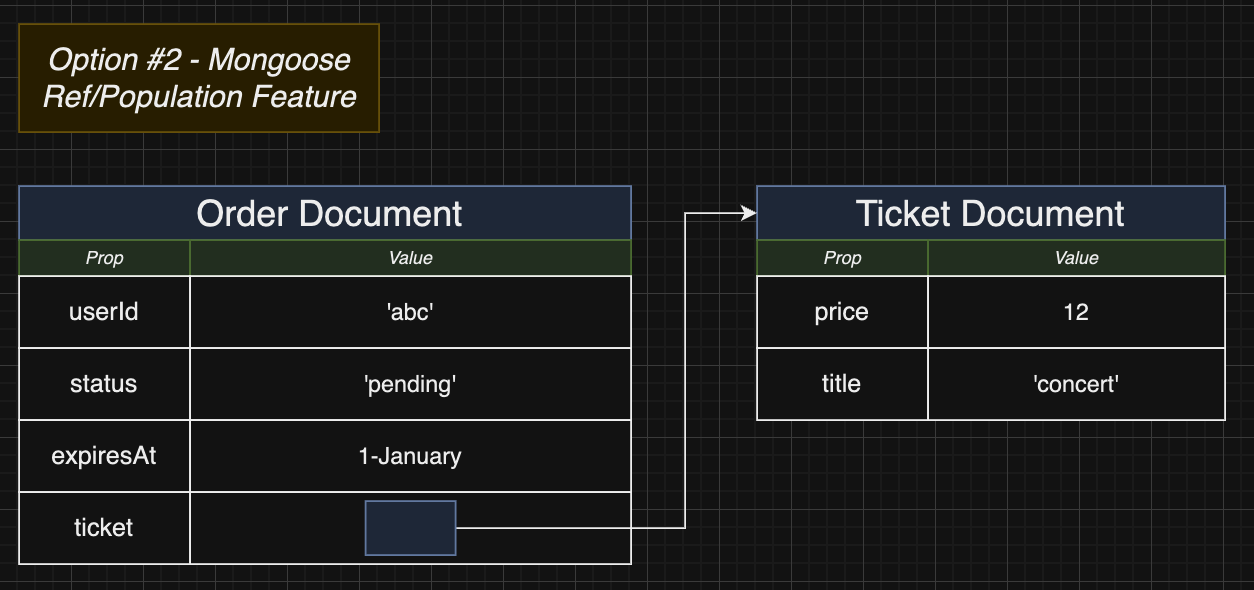 Option #2 - Mongoose
Ref/Population Feature
Order Document
Prop Value
userId 'abc'
status 'pending'
expiresAt 1-January
ticket
Ticket Document
Prop Value
price 12
title 'concert'